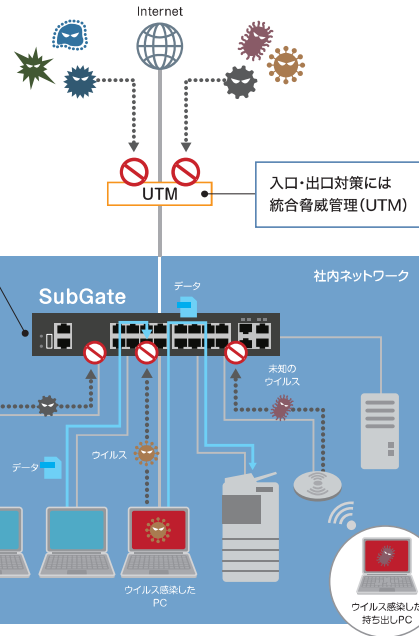 Internet
UTM
入口・出口対策には
統合脅威管理（UTM）
社内ネットワーク
SubGate
データ
未知の
ウイルス
ウイルス
データ
ウイルス感染した
PC
ウイルス感染した
持ち出しPC